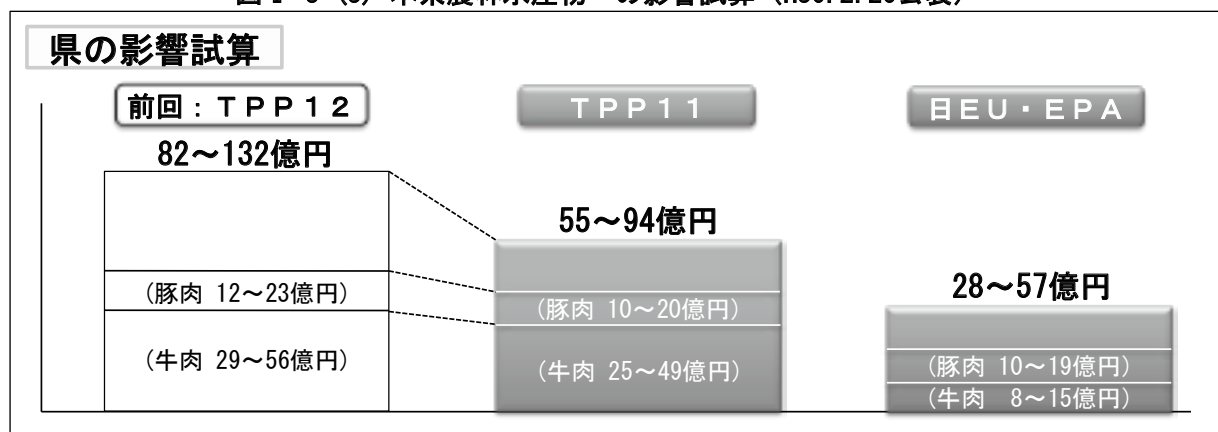 県の影響試算
前回：ＴＰＰ１２
ＴＰＰ１１
日ＥＵ・ＥＰＡ
82～132億円
55～94億円
28～57億円
(豚肉 12～23億円)
(牛肉 29～56億円)
(豚肉 10～20億円)
(牛肉 25～49億円)
(豚肉 10～19億円)
(牛肉 8～15億円)